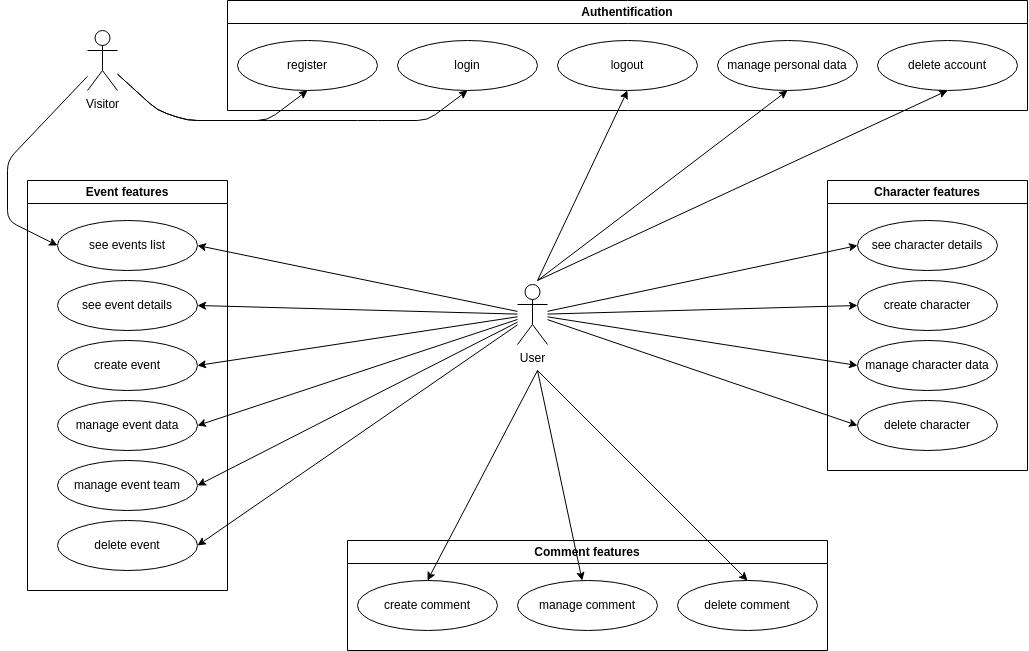 Authentification
register
login
logout
manage personal data
delete account
Visitor
Event features
see events list
see event details
create event
manage event data
manage event team
delete event
User
Character features
see character details
create character
manage character data
delete character
Comment features
create comment
manage comment
delete comment